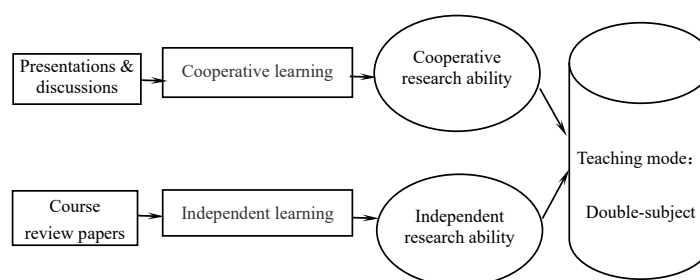 Presentations &
discussions
Cooperative learning
Cooperative
research ability
Teaching mode：
Double-subject
Course
review papers
Independent learning
Independent
research ability